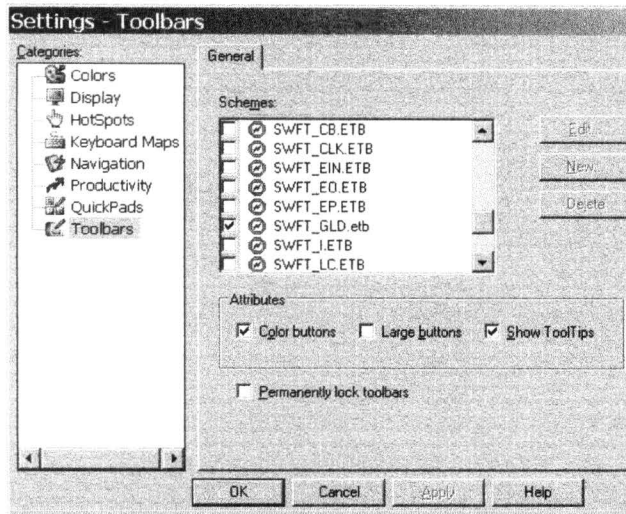 Settings - Toolbars
Categories:
Colors
Display
HotSpots
Keyboard Maps
Navigation
Productivity
QuickPads
Toolbars
General
Schemes:
SWFT_CB.ETB
SWFT_CLK.ETB
SWFT_EIN.ETB
SWFT_EO.ETB
SWFT_EP.ETB
SWFT_GLD.etb
SWFT_I.ETB
SWFT_LC.ETB
Edit...
New...
Delete
Attributes
Color buttons Large buttons Show ToolTips
Permanently lock toolbars
OK Cancel Apply Help